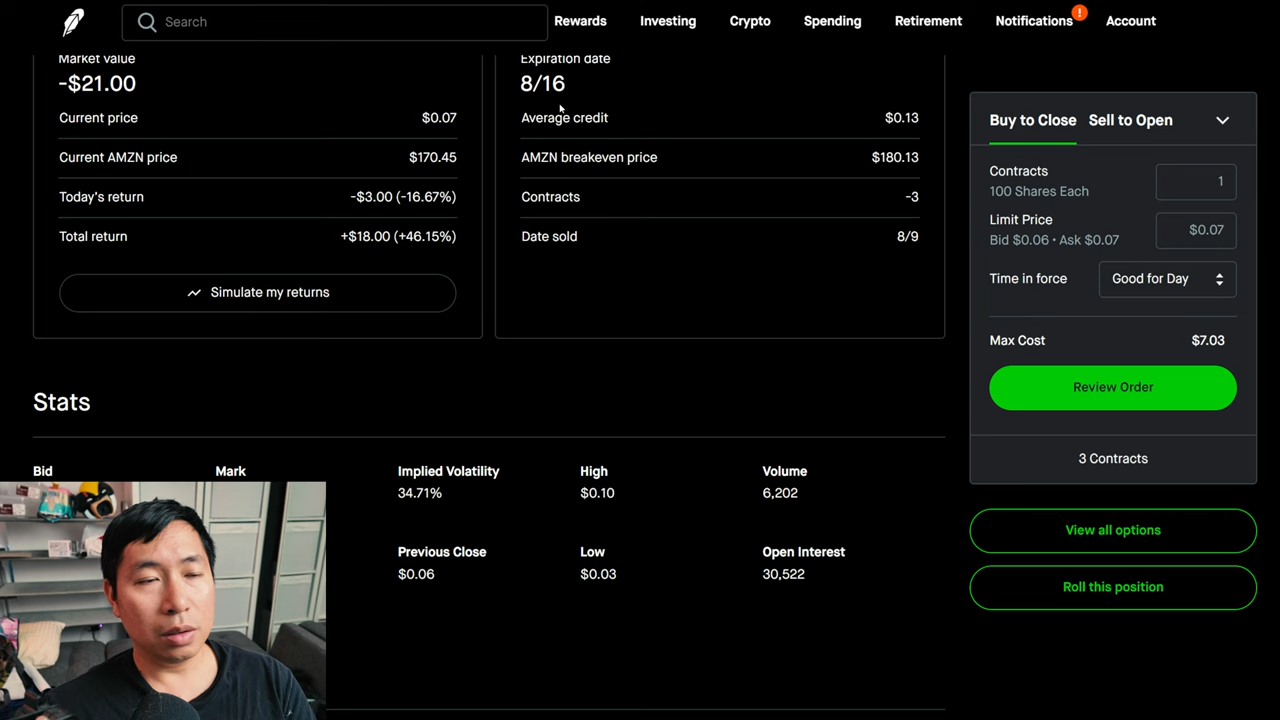 Search
Rewards
Investing
Crypto
Spending
Retirement
Notifications
!
Account
Market value
-$21.00
Current price $0.07
Current AMZN price $170.45
Today's return -$3.00 (-16.67%)
Total return +$18.00 (+46.15%)
Simulate my returns
Expiration date
8/16
Average credit $0.13
AMZN breakeven price $180.13
Contracts -3
Date sold 8/9
Buy to Close Sell to Open
Contracts
100 Shares Each
1
Limit Price
Bid $0.06 • Ask $0.07
$0.07
Time in force Good for Day
Max Cost $7.03
Review Order
3 Contracts
View all options
Roll this position
Stats
Bid Mark Implied Volatility High Volume
34.71% $0.10 6,202
Previous Close Low Open Interest
$0.06 $0.03 30,522